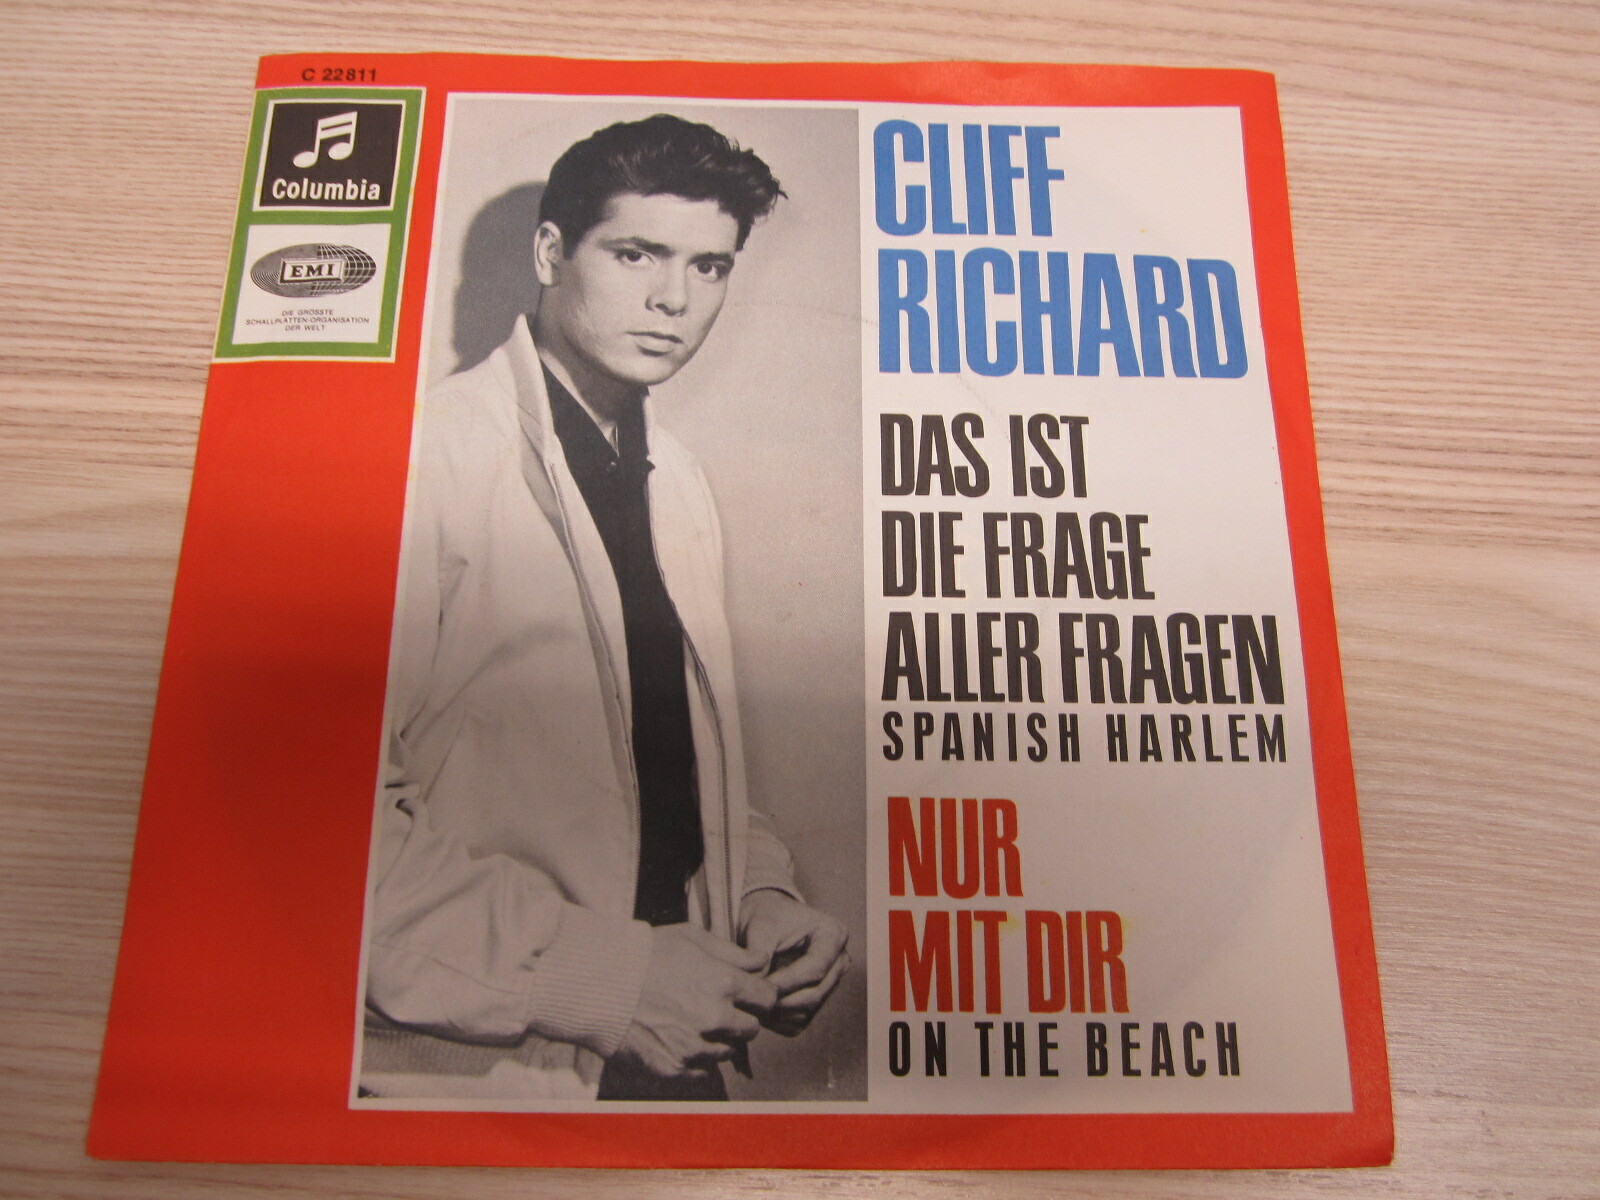 C 22811
Columbia
EMI
DIE GRÖSSTE
SCHALLPLATTEN-ORGANISATION
DER WELT
CLIFF
RICHARD
DAS IST
DIE FRAGE
ALLER FRAGEN
SPANISH HARLEM
NUR
MIT DIR
ON THE BEACH